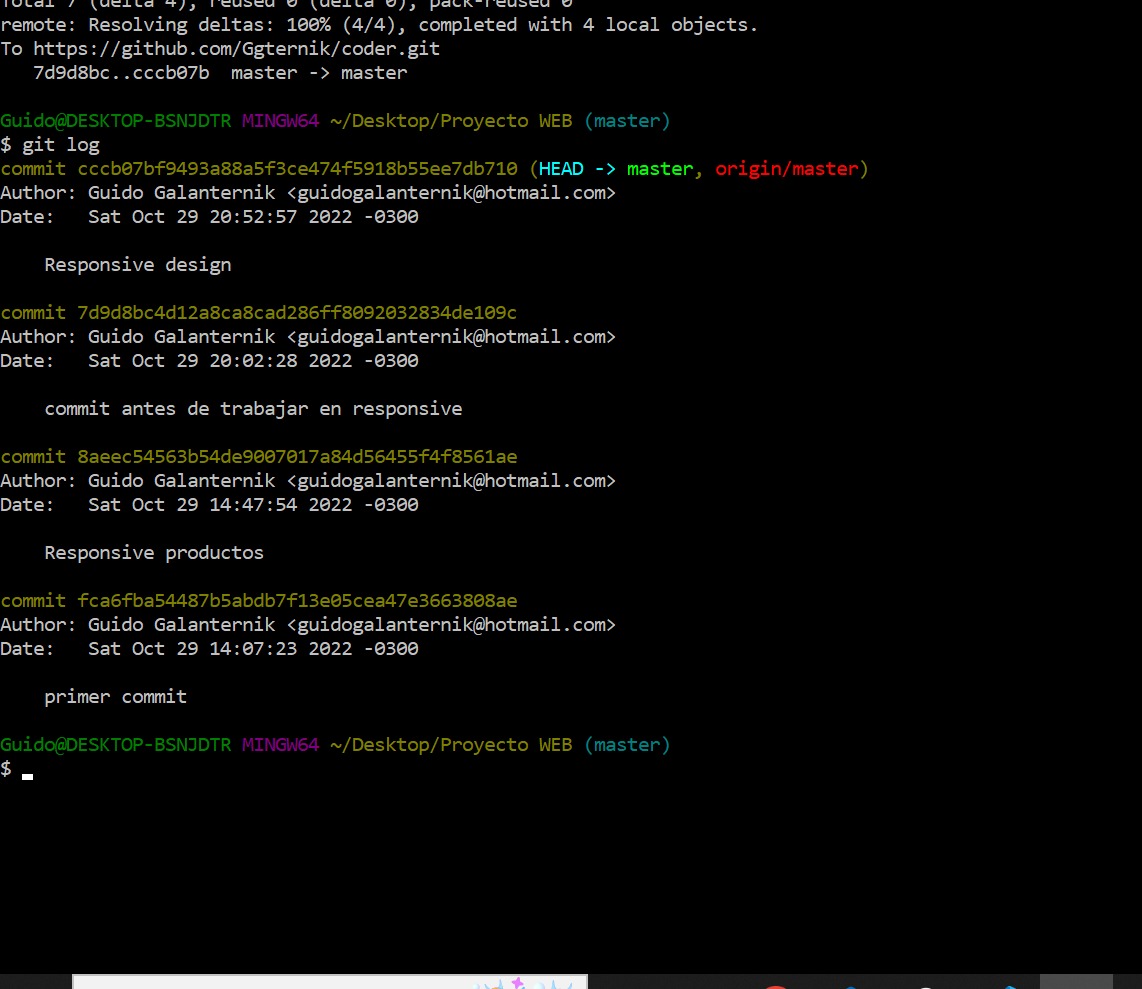 Total 7 (delta 4), reused 0 (delta 0), pack-reused 0
remote: Resolving deltas: 100% (4/4), completed with 4 local objects.
To https://github.com/Ggternik/coder.git
   7d9d8bc..cccb07b  master -> master

Guido@DESKTOP-BSNJDTR MINGW64 ~/Desktop/Proyecto WEB (master)
$ git log
commit cccb07bf9493a88a5f3ce474f5918b55ee7db710 (HEAD -> master, origin/master)
Author: Guido Galanternik <guidogalanternik@hotmail.com>
Date:   Sat Oct 29 20:52:57 2022 -0300

    Responsive design

commit 7d9d8bc4d12a8ca8cad286ff8092032834de109c
Author: Guido Galanternik <guidogalanternik@hotmail.com>
Date:   Sat Oct 29 20:02:28 2022 -0300

    commit antes de trabajar en responsive

commit 8aeec54563b54de9007017a84d56455f4f8561ae
Author: Guido Galanternik <guidogalanternik@hotmail.com>
Date:   Sat Oct 29 14:47:54 2022 -0300

    Responsive productos

commit fca6fba54487b5abdb7f13e05cea47e3663808ae
Author: Guido Galanternik <guidogalanternik@hotmail.com>
Date:   Sat Oct 29 14:07:23 2022 -0300

    primer commit

Guido@DESKTOP-BSNJDTR MINGW64 ~/Desktop/Proyecto WEB (master)
$